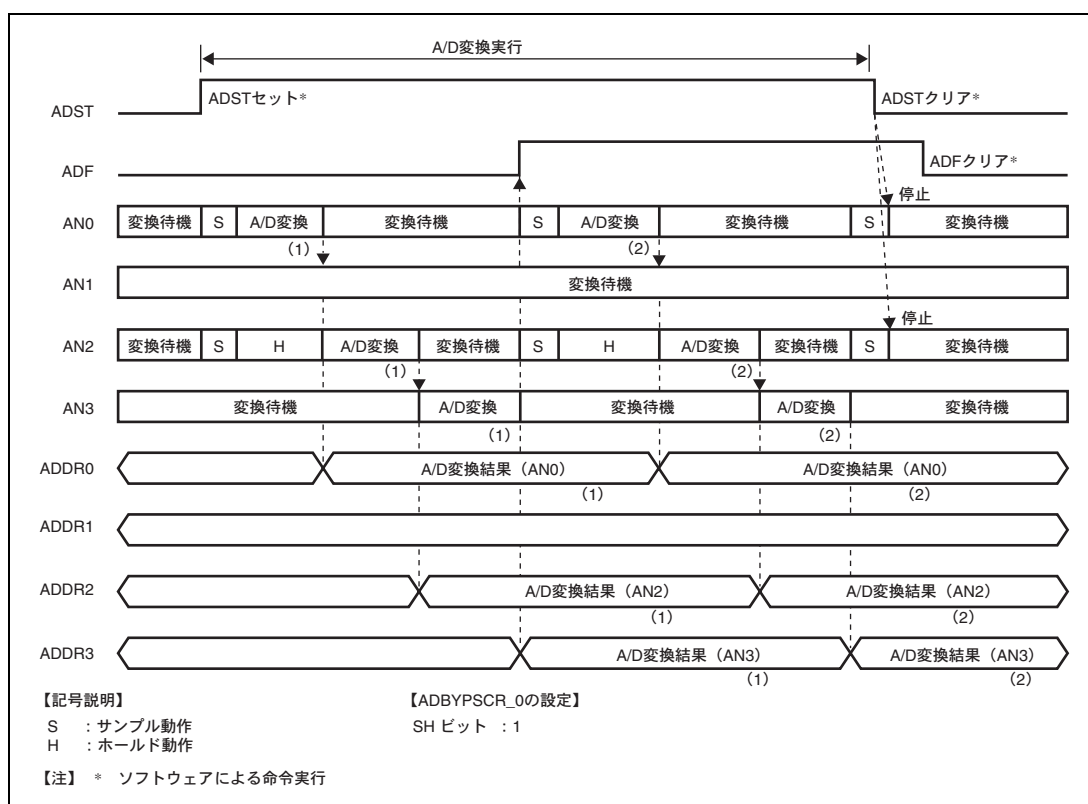 A/D変換実行
ADST ADSTセット* ADSTクリア*
ADF ADFクリア*
停止
AN0 変換待機 S A/D変換 変換待機 S A/D変換 変換待機 S 変換待機
(1) (2)
AN1 変換待機
停止
AN2 変換待機 S H A/D変換 変換待機 S H A/D変換 変換待機 S 変換待機
(1) (2)
AN3 変換待機 A/D変換 変換待機 A/D変換 変換待機
(1) (2)
ADDR0 A/D変換結果(AN0) A/D変換結果(AN0)
(1) (2)
ADDR1
ADDR2 A/D変換結果(AN2) A/D変換結果(AN2)
(1) (2)
ADDR3 A/D変換結果(AN3) A/D変換結果(AN3)
(1) (2)
【記号説明】 【ADBYPSCR_0の設定】
S :サンプル動作 SH ビット :1
H :ホールド動作
【注】 * ソフトウェアによる命令実行